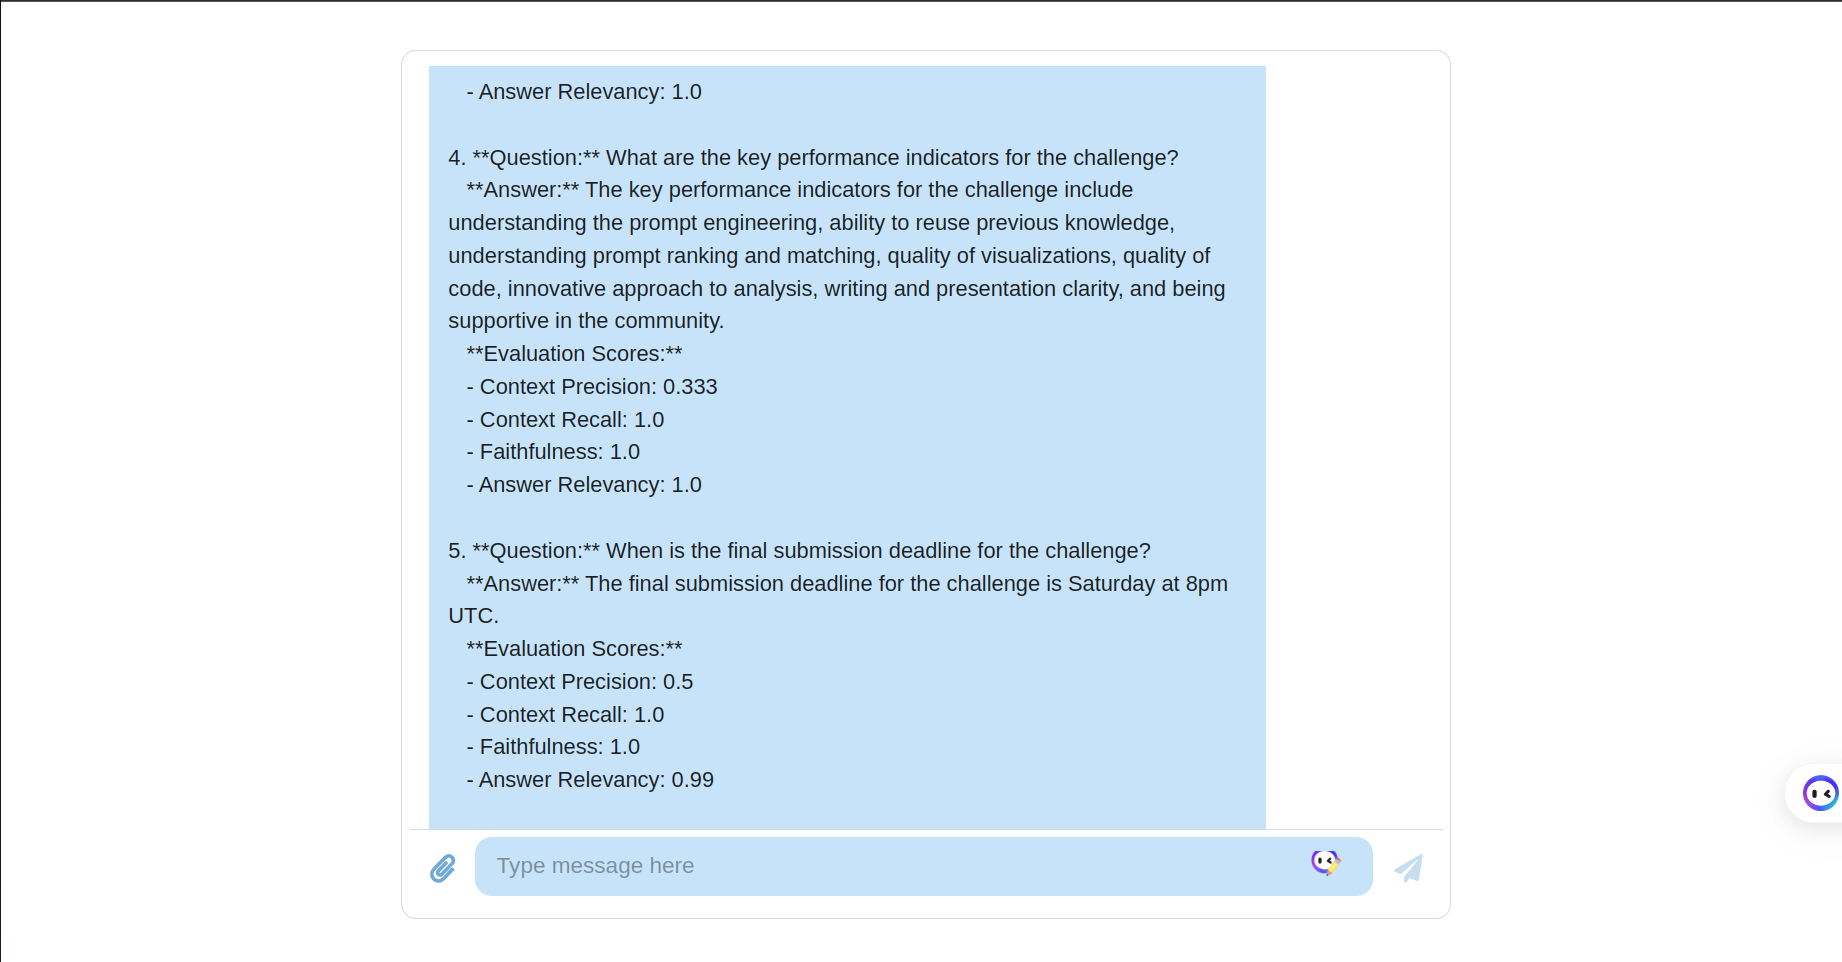 - Answer Relevancy: 1.0
4. **Question:** What are the key performance indicators for the challenge?
**Answer:** The key performance indicators for the challenge include
understanding the prompt engineering, ability to reuse previous knowledge,
understanding prompt ranking and matching, quality of visualizations, quality of
code, innovative approach to analysis, writing and presentation clarity, and being
supportive in the community.
**Evaluation Scores:**
- Context Precision: 0.333
- Context Recall: 1.0
- Faithfulness: 1.0
- Answer Relevancy: 1.0
5. **Question:** When is the final submission deadline for the challenge?
**Answer:** The final submission deadline for the challenge is Saturday at 8pm
UTC.
**Evaluation Scores:**
- Context Precision: 0.5
- Context Recall: 1.0
- Faithfulness: 1.0
- Answer Relevancy: 0.99
Type message here